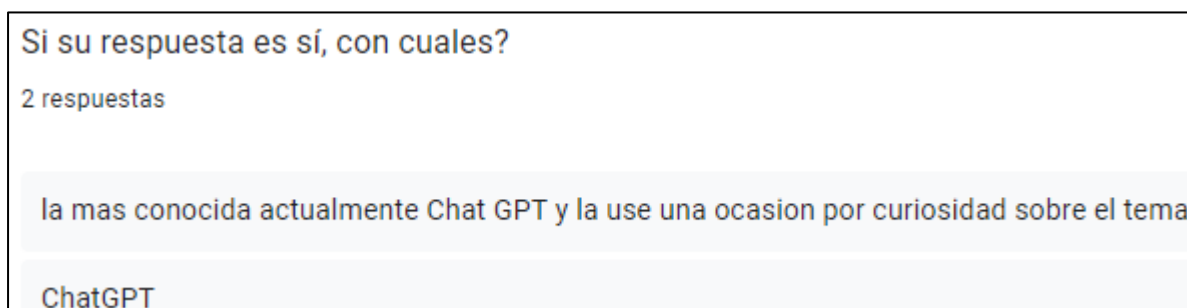 Si su respuesta es sí, con cuales?
2 respuestas
la mas conocida actualmente Chat GPT y la use una ocasion por curiosidad sobre el tema
ChatGPT